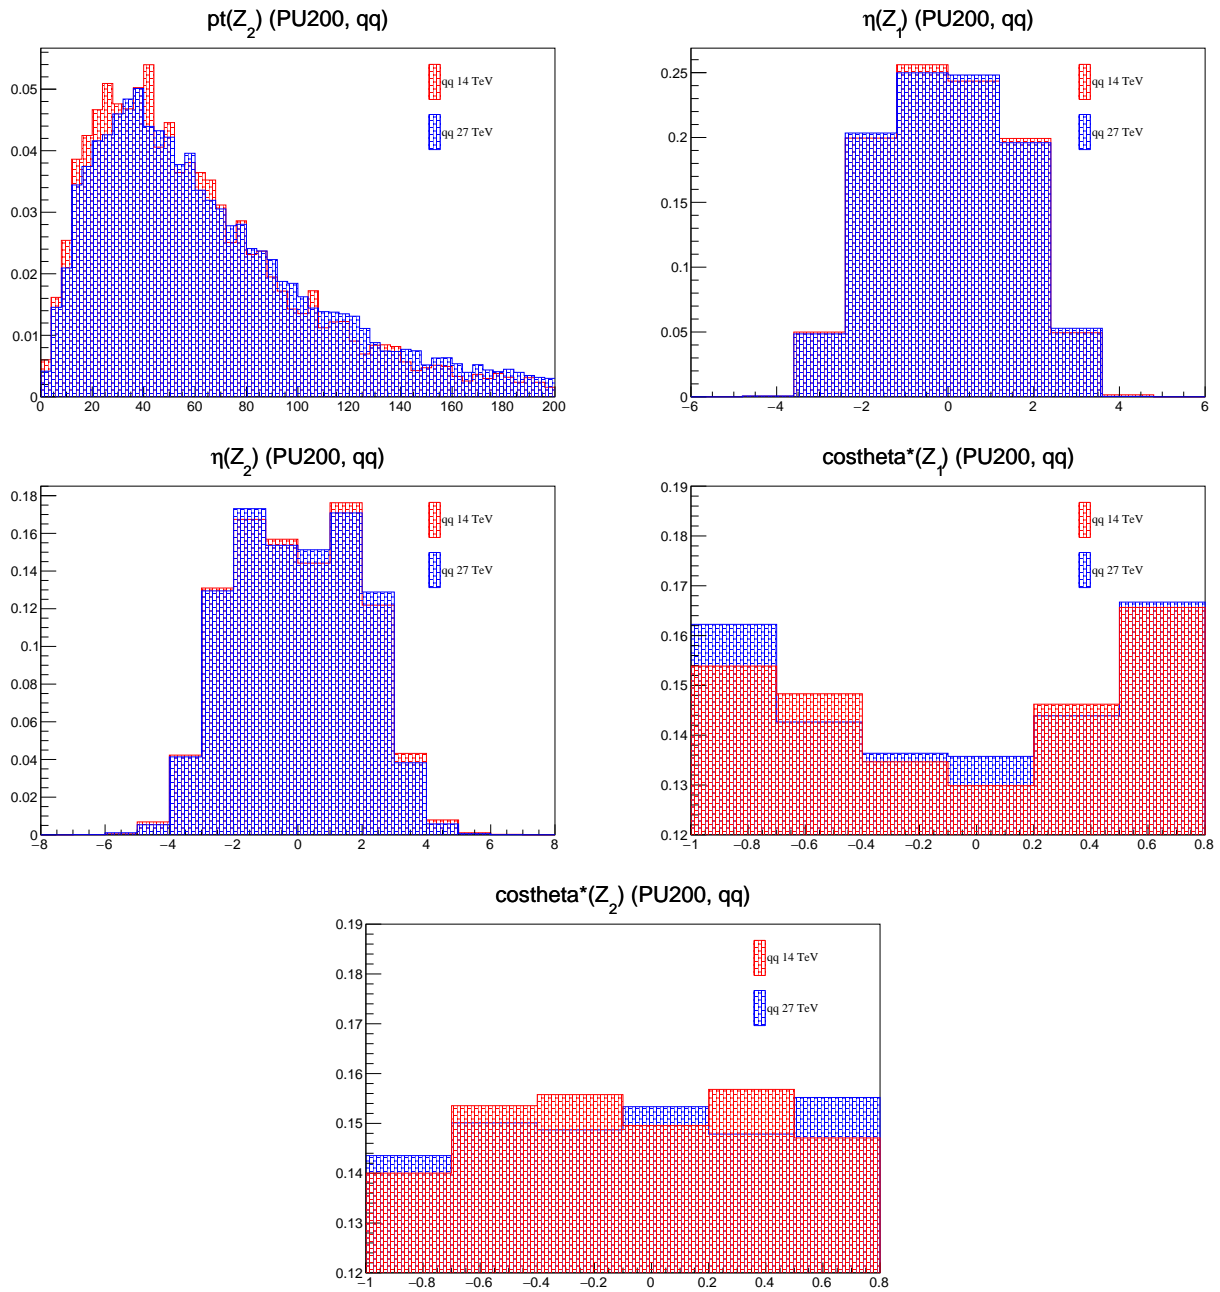 pt(Z_2) (PU200, qq)
qq 14 TeV
qq 27 TeV
0.05
0.04
0.03
0.02
0.01
0
0 20 40 60 80 100 120 140 160 180 200
η(Z_1) (PU200, qq)
qq 14 TeV
qq 27 TeV
0.25
0.2
0.15
0.1
0.05
0
−6 −4 −2 0 2 4 6
η(Z_2) (PU200, qq)
qq 14 TeV
qq 27 TeV
0.18
0.16
0.14
0.12
0.1
0.08
0.06
0.04
0.02
0
−8 −6 −4 −2 0 2 4 6 8
costheta*(Z_1) (PU200, qq)
qq 14 TeV
qq 27 TeV
0.19
0.18
0.17
0.16
0.15
0.14
0.13
0.12
−1 −0.8 −0.6 −0.4 −0.2 0 0.2 0.4 0.6 0.8
costheta*(Z_2) (PU200, qq)
qq 14 TeV
qq 27 TeV
0.19
0.18
0.17
0.16
0.15
0.14
0.13
0.12
−1 −0.8 −0.6 −0.4 −0.2 0 0.2 0.4 0.6 0.8